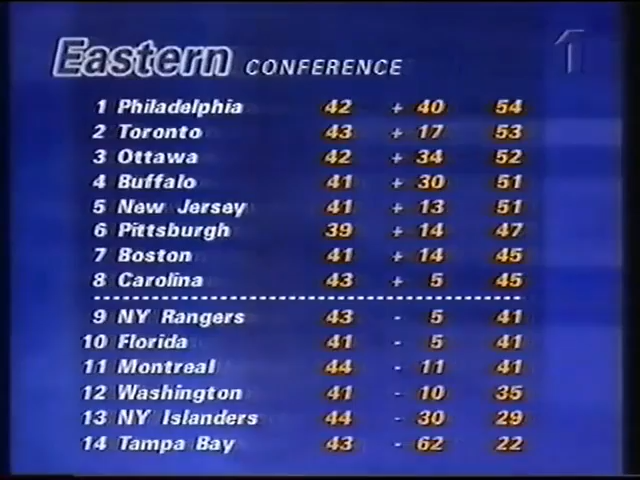 Eastern CONFERENCE
1
1 Philadelphia 42 + 40 54
2 Toronto 43 + 17 53
3 Ottawa 42 + 34 52
4 Buffalo 41 + 30 51
5 New Jersey 41 + 13 51
6 Pittsburgh 39 + 14 47
7 Boston 41 + 14 45
8 Carolina 43 + 5 45
9 NY Rangers 43 - 5 41
10 Florida 41 - 5 41
11 Montreal 44 - 11 41
12 Washington 41 - 10 35
13 NY Islanders 44 - 30 29
14 Tampa Bay 43 - 62 22